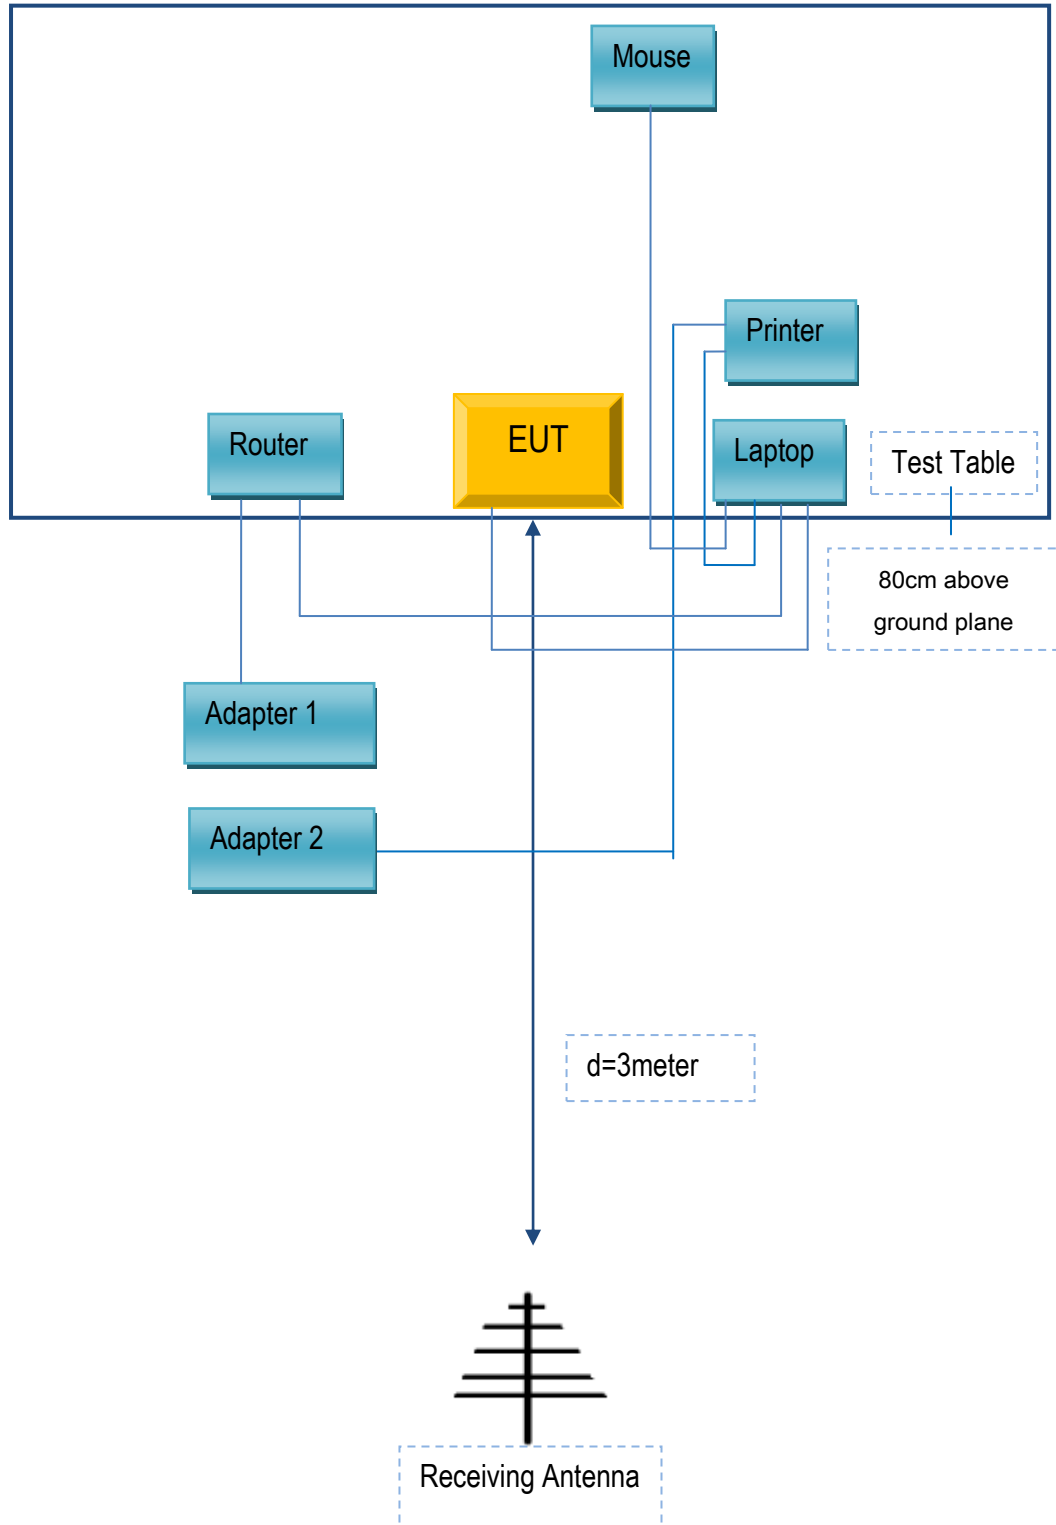 Mouse
Printer
Router
EUT
Laptop
Test Table
80cm above
ground plane
Adapter 1
Adapter 2
d=3meter
Receiving Antenna